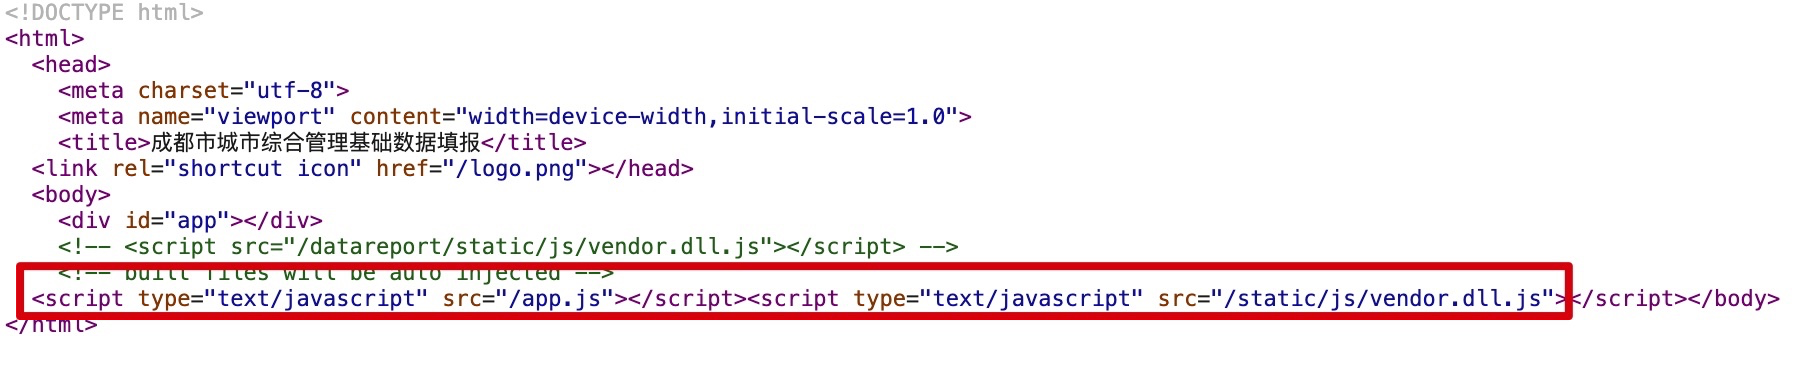 <!DOCTYPE html>
<html>
<head>
<meta charset="utf-8">
<meta name="viewport" content="width=device-width,initial-scale=1.0">
<title>成都市城市综合管理基础数据填报</title>
<link rel="shortcut icon" href="/logo.png"></head>
<body>
<div id="app"></div>
<!-- <script src="/datareport/static/js/vendor.dll.js"></script> -->
<!-- built files will be auto injected -->
<script type="text/javascript" src="/app.js"></script><script type="text/javascript" src="/static/js/vendor.dll.js"></script></body>
</html>